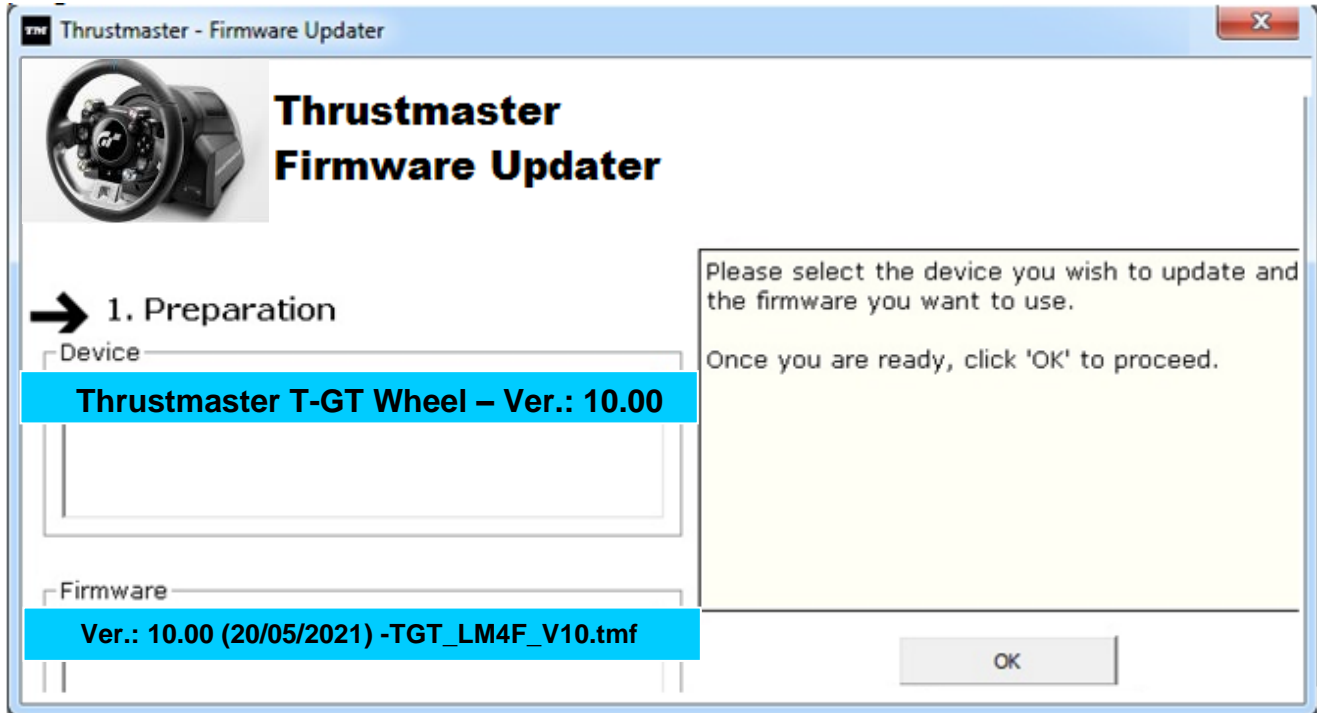 Thrustmaster - Firmware Updater
Thrustmaster
Firmware Updater
1. Preparation
Device
Thrustmaster T-GT Wheel – Ver.: 10.00
Firmware
Ver.: 10.00 (20/05/2021) -TGT_LM4F_V10.tmf
Please select the device you wish to update and
the firmware you want to use.
Once you are ready, click 'OK' to proceed.
OK